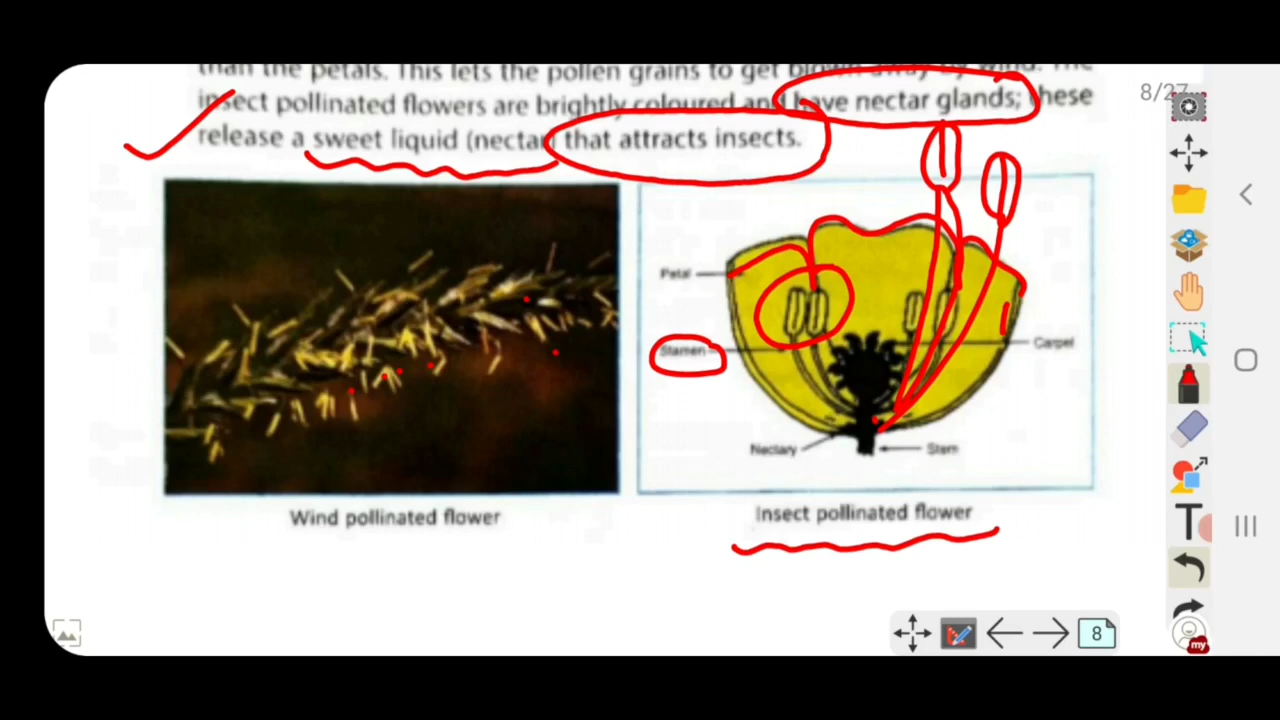 than the petals. This lets the pollen grains to get blown away by wind. The
insect pollinated flowers are brightly coloured and have nectar glands; these
release a sweet liquid (nectar) that attracts insects.
8/27
Petal
Stamen
Carpel
Nectary
Stem
Wind pollinated flower
Insect pollinated flower
T
8
my